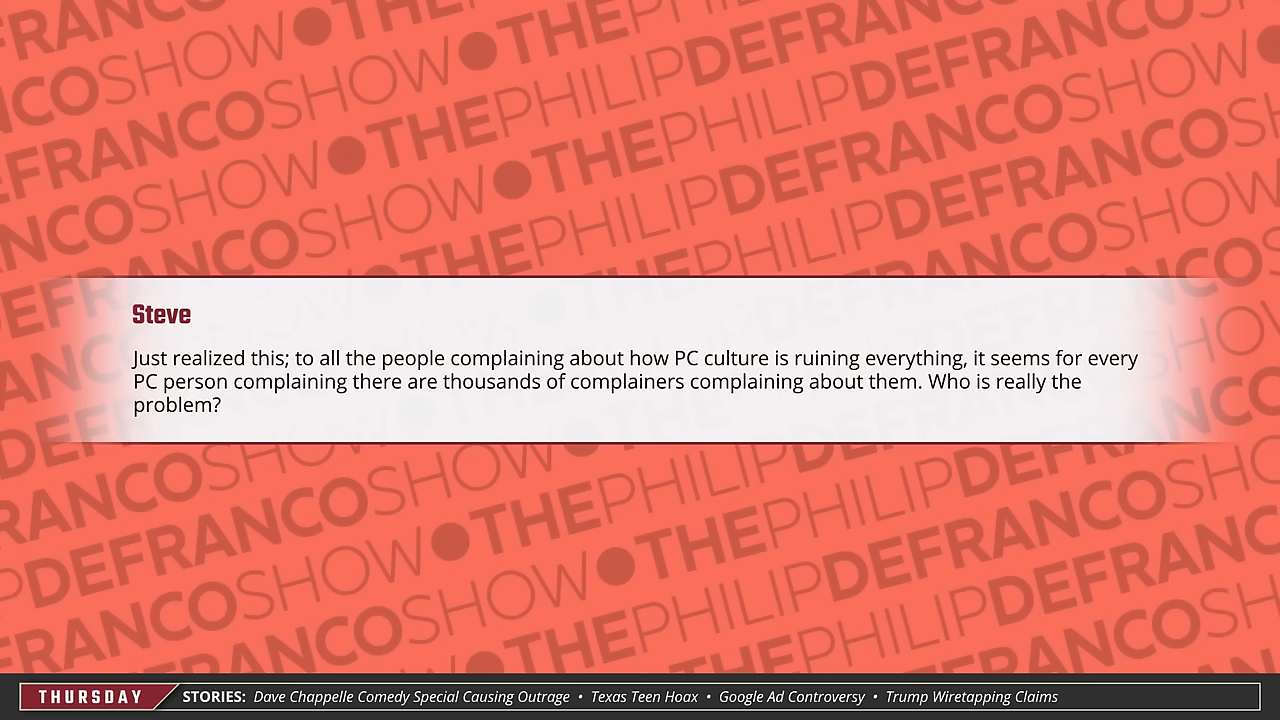 FRANCOSHOW●THEPHILIPDEFRANCOSHOW
Steve
Just realized this; to all the people complaining about how PC culture is ruining everything, it seems for every
PC person complaining there are thousands of complainers complaining about them. Who is really the
problem?
THURSDAY STORIES: Dave Chappelle Comedy Special Causing Outrage • Texas Teen Hoax • Google Ad Controversy • Trump Wiretapping Claims